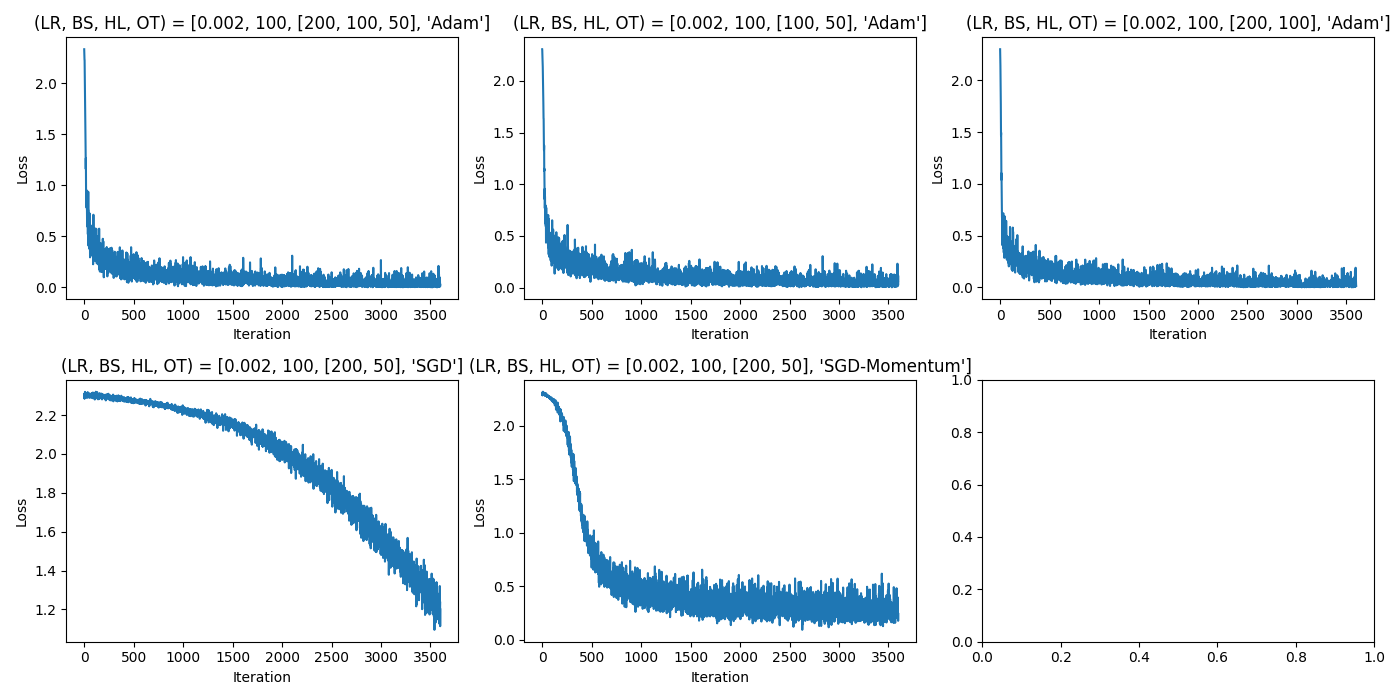 (LR, BS, HL, OT) = [0.002, 100, [200, 100, 50], 'Adam']
2.0
1.5
1.0
0.5
0.0
Loss
0 500 1000 1500 2000 2500 3000 3500
Iteration
(LR, BS, HL, OT) = [0.002, 100, [100, 50], 'Adam']
2.0
1.5
1.0
0.5
0.0
Loss
0 500 1000 1500 2000 2500 3000 3500
Iteration
(LR, BS, HL, OT) = [0.002, 100, [200, 100], 'Adam']
2.0
1.5
1.0
0.5
0.0
Loss
0 500 1000 1500 2000 2500 3000 3500
Iteration
(LR, BS, HL, OT) = [0.002, 100, [200, 50], 'SGD']
2.2
2.0
1.8
1.6
1.4
1.2
Loss
0 500 1000 1500 2000 2500 3000 3500
Iteration
(LR, BS, HL, OT) = [0.002, 100, [200, 50], 'SGD-Momentum']
2.0
1.5
1.0
0.5
0.0
Loss
0 500 1000 1500 2000 2500 3000 3500
Iteration
1.0
0.8
0.6
0.4
0.2
0.0
0.0 0.2 0.4 0.6 0.8 1.0